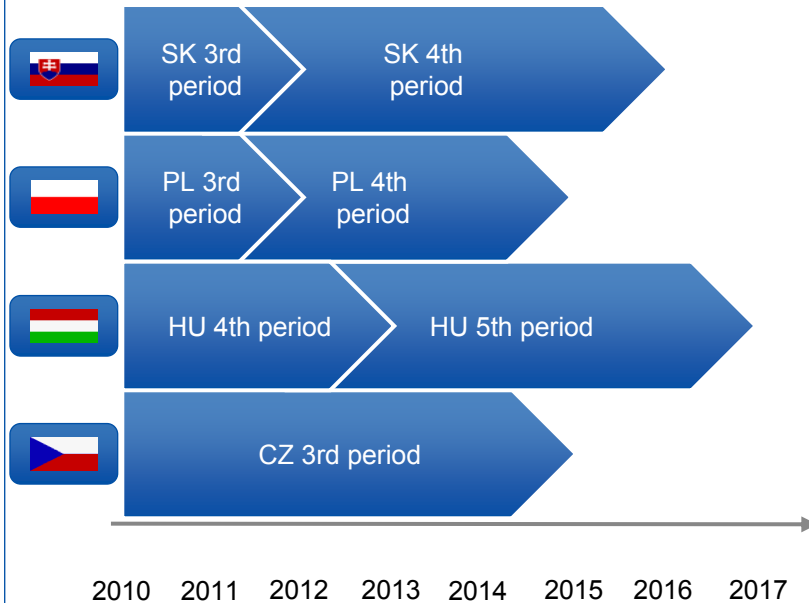 SK 3rd
period
SK 4th
period
PL 3rd
period
PL 4th
period
HU 4th period
HU 5th period
CZ 3rd period
2010 2011 2012 2013 2014 2015 2016 2017